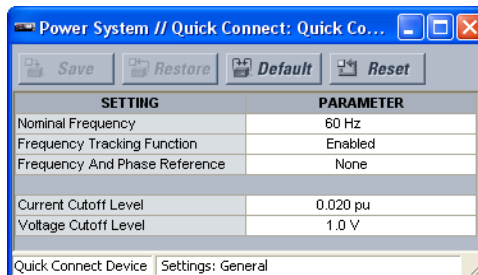 Power System // Quick Connect: Quick Co...
Save Restore Default Reset
SETTING PARAMETER
Nominal Frequency 60 Hz
Frequency Tracking Function Enabled
Frequency And Phase Reference None
Current Cutoff Level 0.020 pu
Voltage Cutoff Level 1.0 V
Quick Connect Device Settings: General